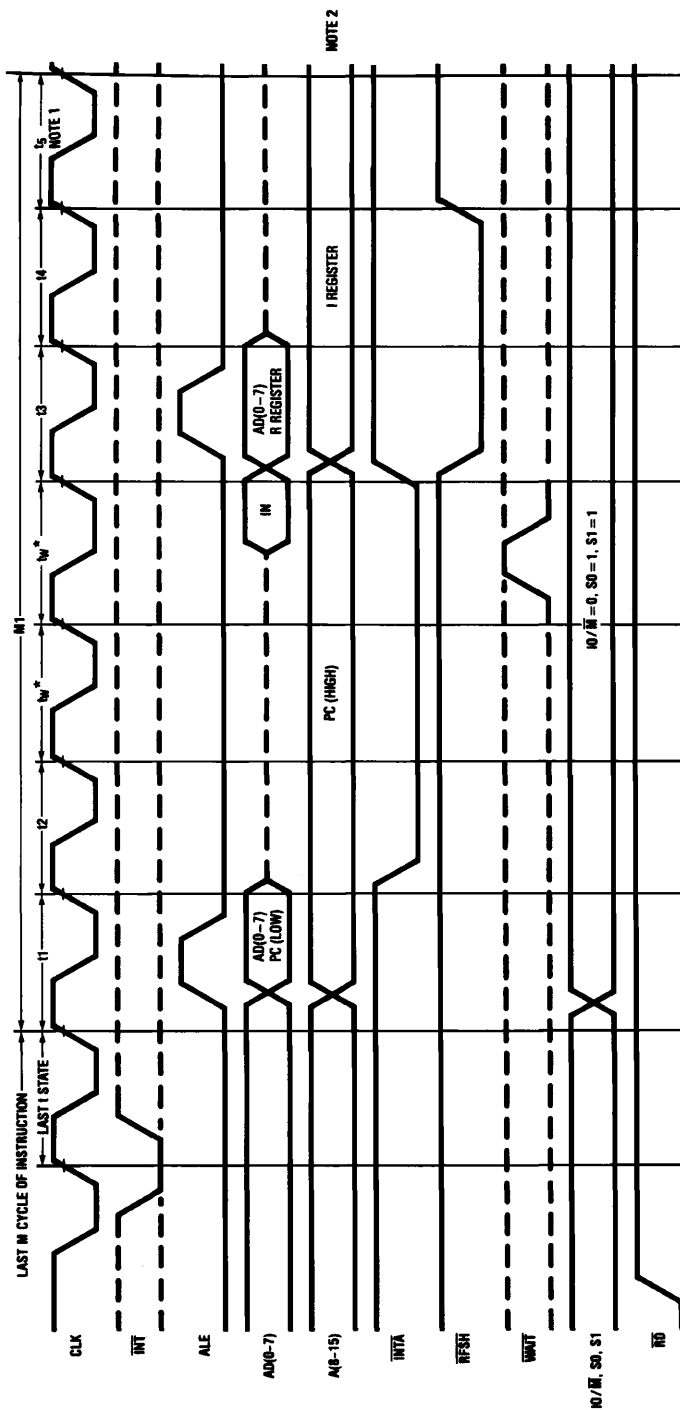 LAST M CYCLE OF INSTRUCTION
M1
LAST t STATE
t1
t2
tw*
tw*
t3
t4
t5
NOTE 1
CLK
INT
ALE
AD(0-7)
AD(0-7)
PC (LOW)
IN
AD(0-7)
R REGISTER
A(8-15)
PC (HIGH)
I REGISTER
INTA
RFSH
NOTE 2
WAIT
IO/M, S0, S1
IO/M = 0, S0 = 1, S1 = 1
RD